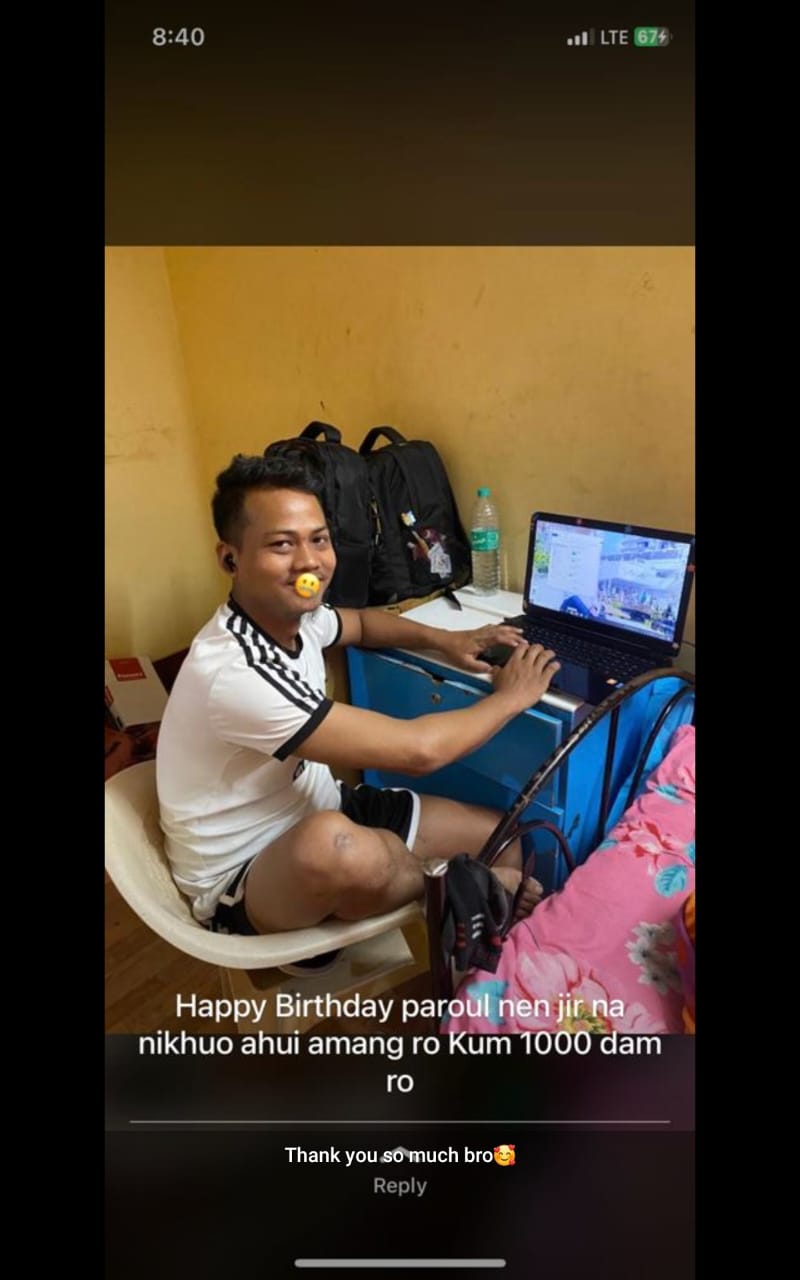 8:40
LTE 67
Happy Birthday paroul nen jir na
nikhuo ahui amang ro Kum 1000 dam
ro
Thank you so much bro🥰
Reply